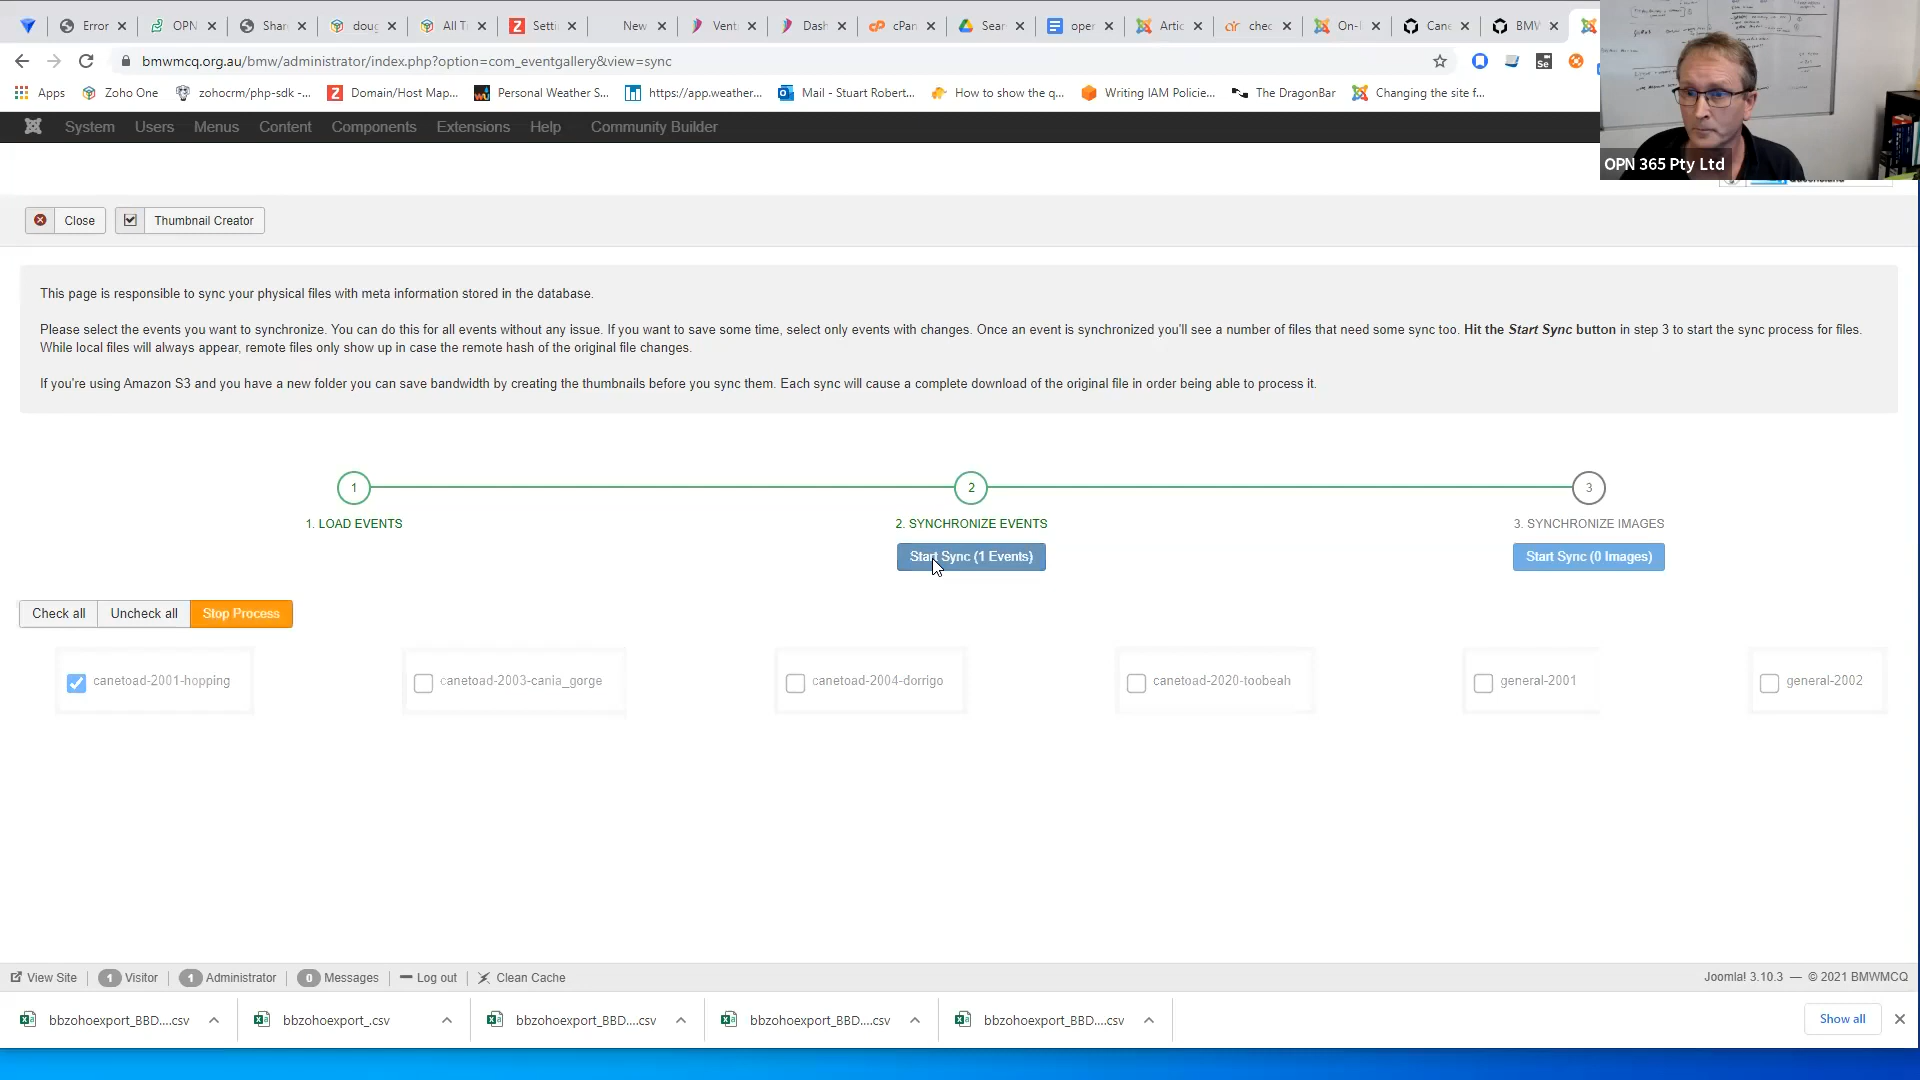 Error
OPN
Shar
doug
All T
Setti
New
Venti
Dash
cPan
Sear
oper
Artic
chec
On-l
Cane
BMW
bmwmcq.org.au/bmw/administrator/index.php?option=com_eventgallery&view=sync
Apps
Zoho One
zohocrm/php-sdk -...
Domain/Host Map...
Personal Weather S...
https://app.weather...
Mail - Stuart Robert...
How to show the q...
Writing IAM Policie...
The DragonBar
Changing the site f...
System Users Menus Content Components Extensions Help Community Builder
OPN 365 Pty Ltd
Close
Thumbnail Creator
This page is responsible to sync your physical files with meta information stored in the database.
Please select the events you want to synchronize. You can do this for all events without any issue. If you want to save some time, select only events with changes. Once an event is synchronized you'll see a number of files that need some sync too. Hit the Start Sync button in step 3 to start the sync process for files.
While local files will always appear, remote files only show up in case the remote hash of the original file changes.
If you're using Amazon S3 and you have a new folder you can save bandwidth by creating the thumbnails before you sync them. Each sync will cause a complete download of the original file in order being able to process it.
1
2
3
1. LOAD EVENTS
2. SYNCHRONIZE EVENTS
3. SYNCHRONIZE IMAGES
Start Sync (1 Events)
Start Sync (0 Images)
Check all
Uncheck all
Stop Process
canetoad-2001-hopping
canetoad-2003-cania_gorge
canetoad-2004-dorrigo
canetoad-2020-toobeah
general-2001
general-2002
View Site
1 Visitor
1 Administrator
0 Messages
Log out
Clean Cache
Joomla! 3.10.3 — © 2021 BMWMCQ
bbzohoexport_BBD....csv
bbzohoexport_.csv
bbzohoexport_BBD....csv
bbzohoexport_BBD....csv
bbzohoexport_BBD....csv
Show all